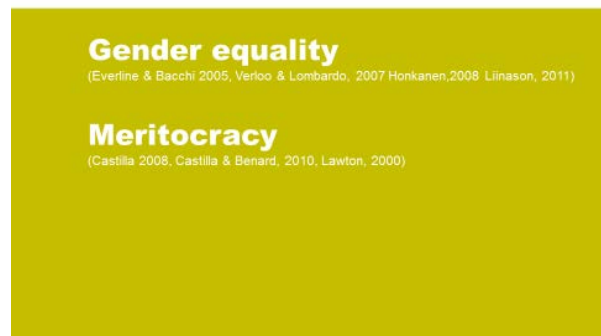 Gender equality
(Everline & Bacchi 2005, Verloo & Lombardo, 2007 Honkanen,2008 Liinason, 2011)
Meritocracy
(Castilla 2008, Castilla & Benard, 2010, Lawton, 2000)